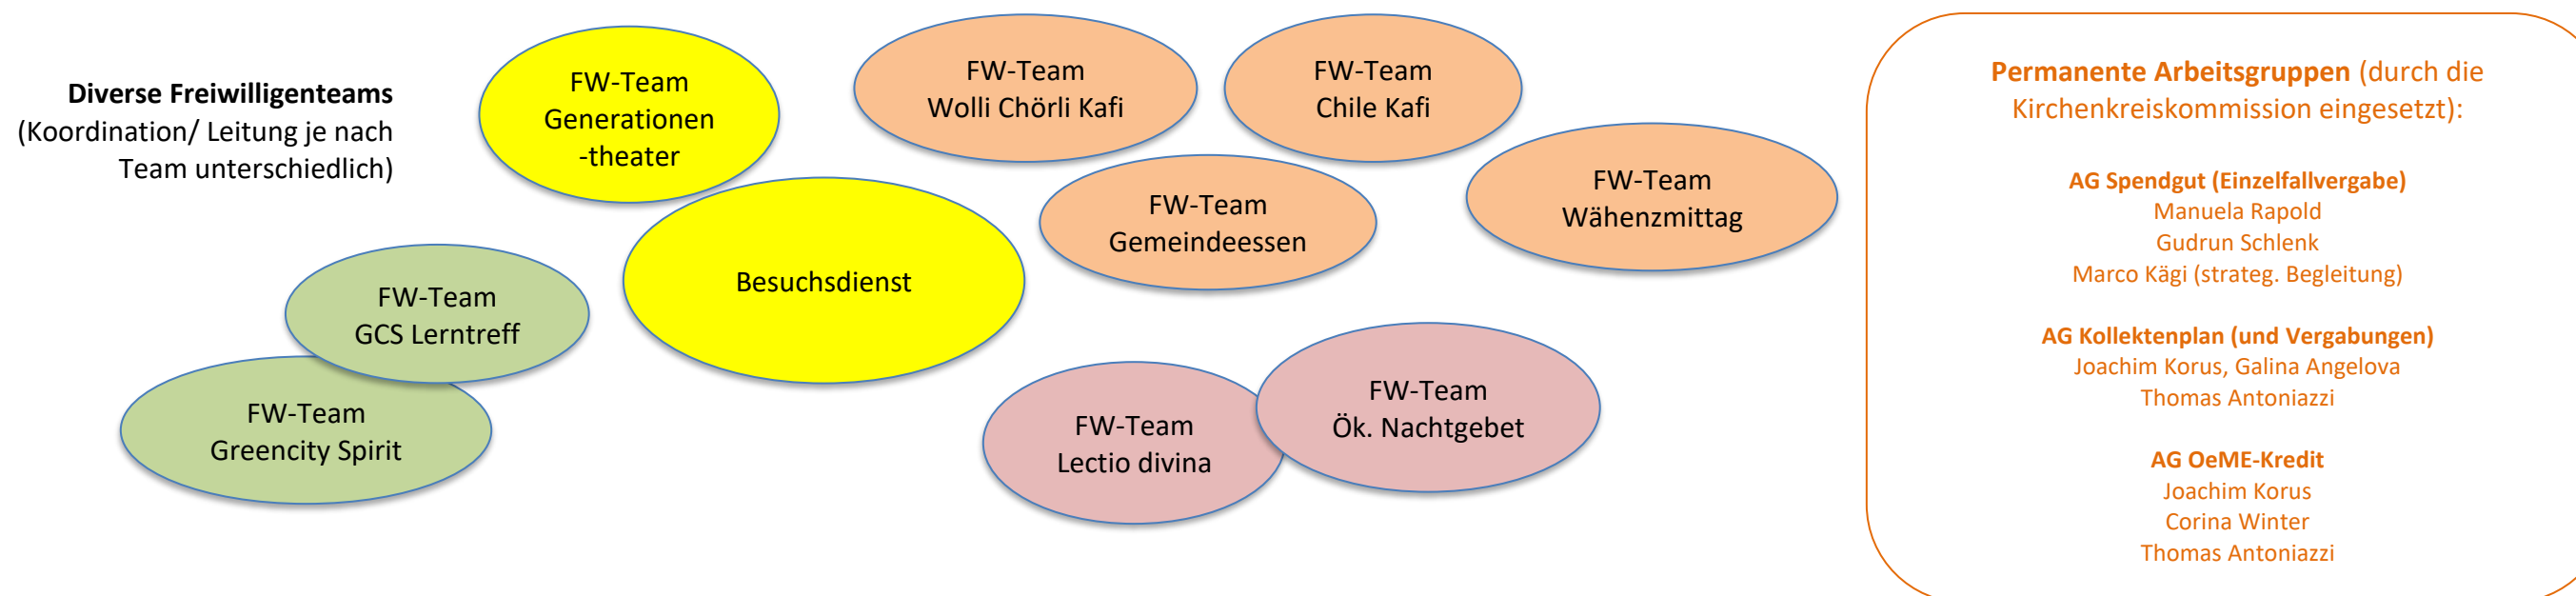 Diverse Freiwilligenteams
(Koordination/ Leitung je nach
Team unterschiedlich)
FW-Team
Generationen
-theater
FW-Team
Wolli Chörli Kafi
FW-Team
Chile Kafi
FW-Team
Wähenzmittag
FW-Team
Gemeindeessen
Besuchsdienst
FW-Team
GCS Lerntreff
FW-Team
Greencity Spirit
FW-Team
Lectio divina
FW-Team
Ök. Nachtgebet
Permanente Arbeitsgruppen (durch die
Kirchenkreiskommission eingesetzt):
AG Spendgut (Einzelfallvergabe)
Manuela Rapold
Gudrun Schlenk
Marco Kägi (strateg. Begleitung)
AG Kollektenplan (und Vergabungen)
Joachim Korus, Galina Angelova
Thomas Antoniazzi
AG OeME-Kredit
Joachim Korus
Corina Winter
Thomas Antoniazzi